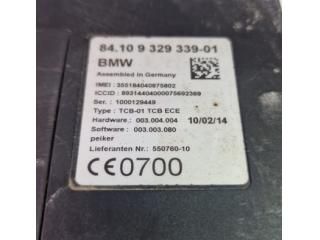 84.10 9 329 339-01
BMW
Assembled in Germany
IMEI : 355184040875802
ICCID : 89314404000075692369
Ser. : 1000129449
Type : TCB-01 TCB ECE
Hardware : 003.004.004 10/02/14
Software : 003.003.080
peiker
Lieferanten Nr.: 550760-10
CE0700